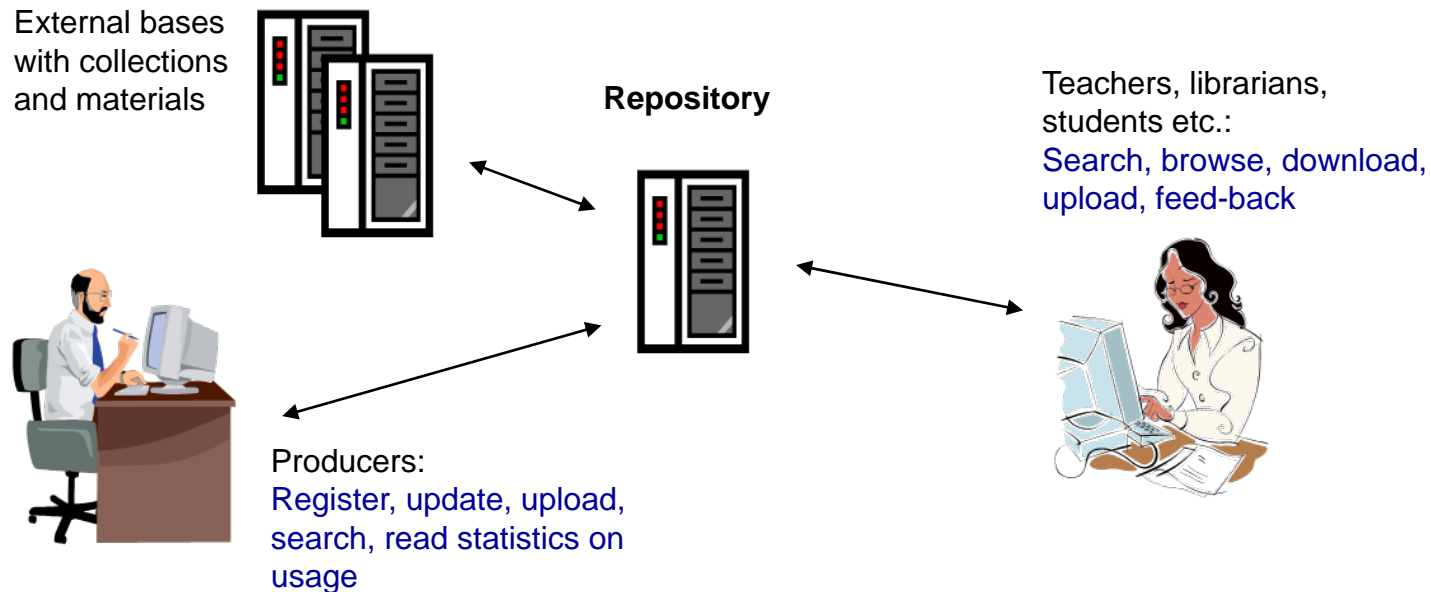 External bases
with collections
and materials
Repository
Teachers, librarians,
students etc.:
Search, browse, download,
upload, feed-back
Producers:
Register, update, upload,
search, read statistics on
usage